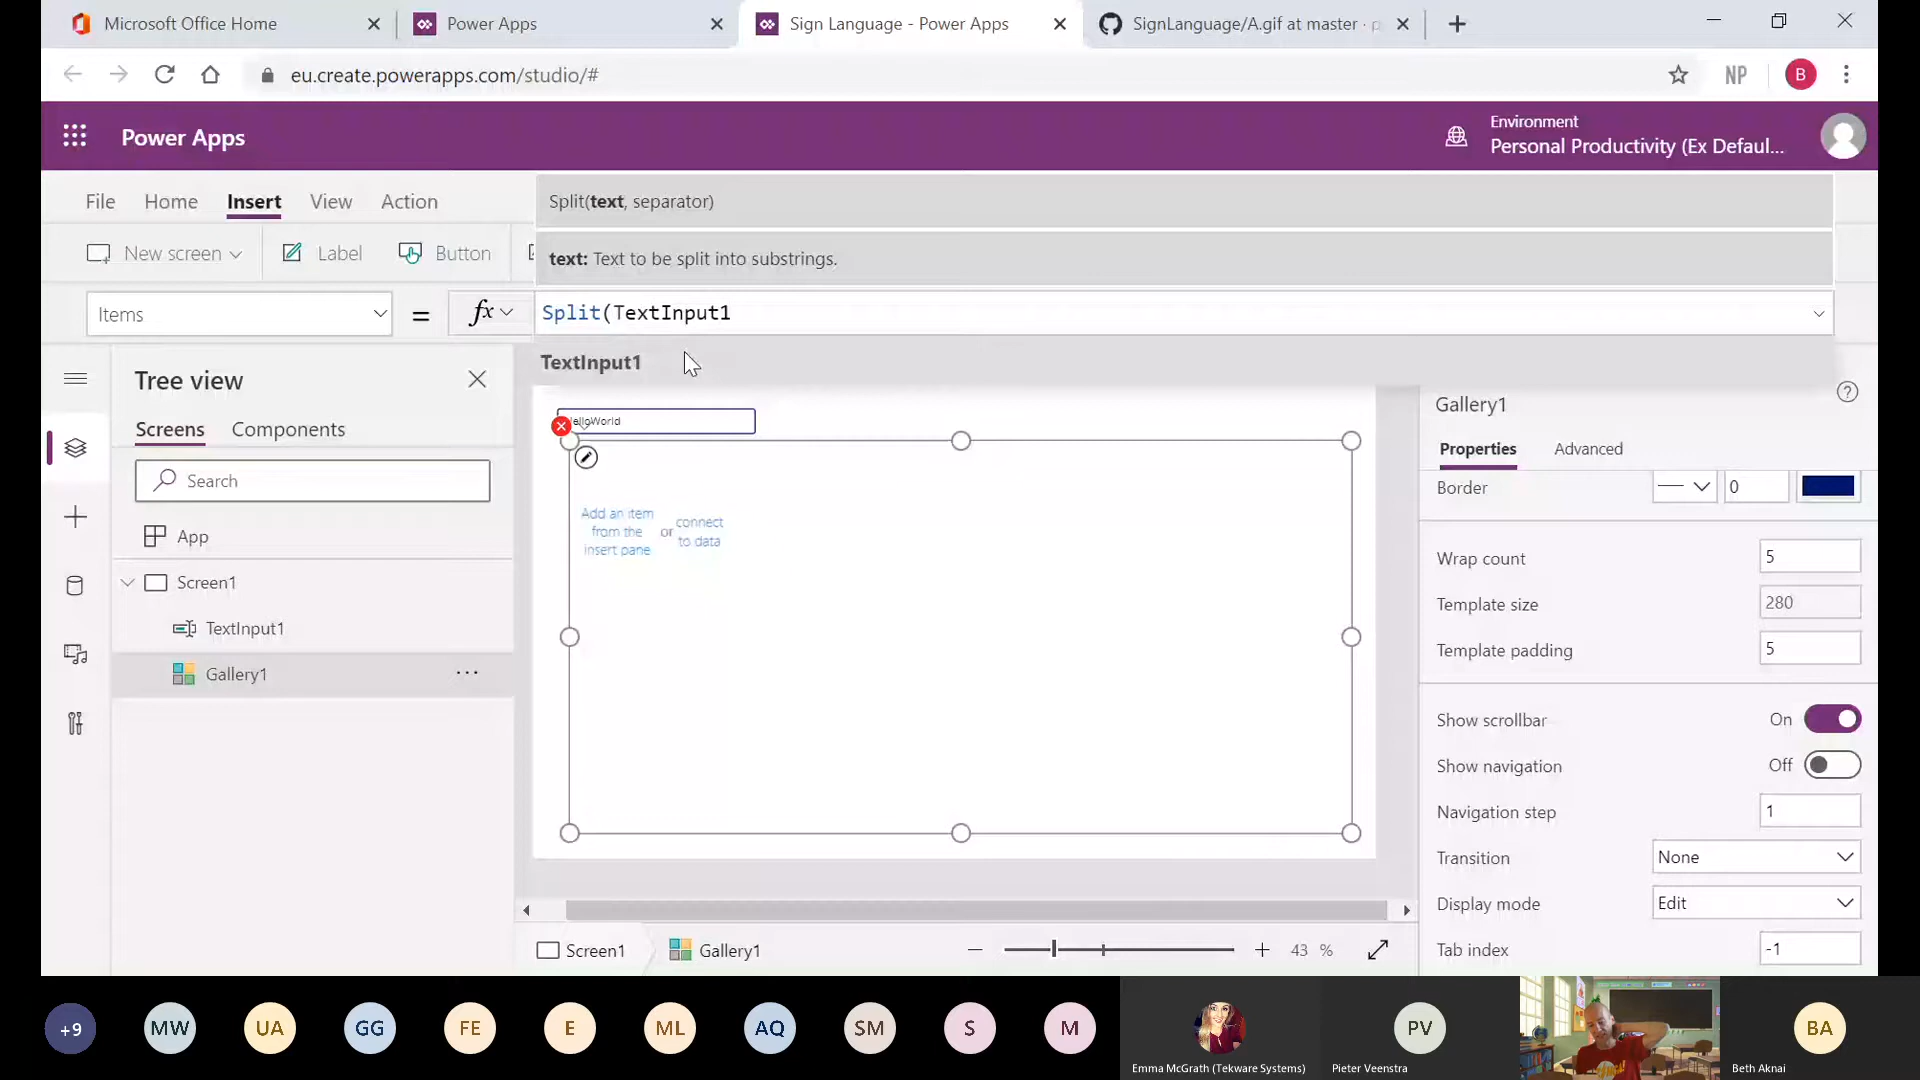 Microsoft Office Home
Power Apps
Sign Language - Power Apps
SignLanguage/A.gif at master · p
eu.create.powerapps.com/studio/#
NP
B
Power Apps
Environment
Personal Productivity (Ex Defaul...
File
Home
Insert
View
Action
Split(text, separator)
New screen
Label
Button
text: Text to be split into substrings.
Items
=
fx
Split(TextInput1
TextInput1
Tree view
Screens
Components
Search
App
Screen1
TextInput1
Gallery1
...
elloWorld
Add an item
from the
insert pane
or
connect
to data
Gallery1
Properties
Advanced
Border
0
Wrap count
5
Template size
280
Template padding
5
Show scrollbar
On
Show navigation
Off
Navigation step
1
Transition
None
Display mode
Edit
Tab index
-1
Screen1
Gallery1
43 %
+9
MW
UA
GG
FE
E
ML
AQ
SM
S
M
Emma McGrath (Tekware Systems)
PV
Pieter Veenstra
BA
Beth Aknai